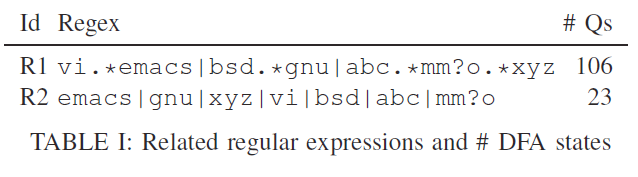 Id Regex # Qs
R1 vi.*emacs|bsd.*gnu|abc.*mm?o.*xyz 106
R2 emacs|gnu|xyz|vi|bsd|abc|mm?o 23
TABLE I: Related regular expressions and # DFA states